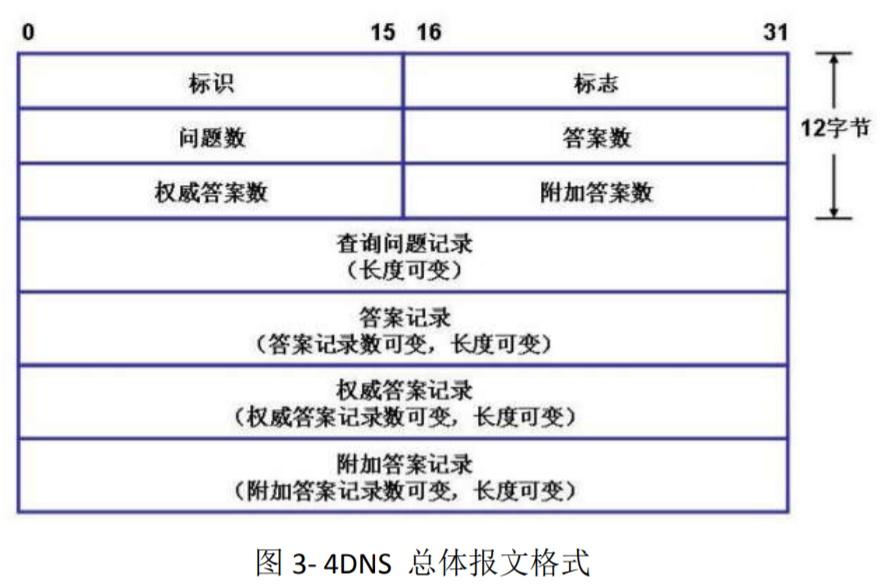 0 15 16 31
标识 标志
12字节
问题数 答案数
权威答案数 附加答案数
查询问题记录
（长度可变）
答案记录
（答案记录数可变，长度可变）
权威答案记录
（权威答案记录数可变，长度可变）
附加答案记录
（附加答案记录数可变，长度可变）
图 3- 4DNS 总体报文格式